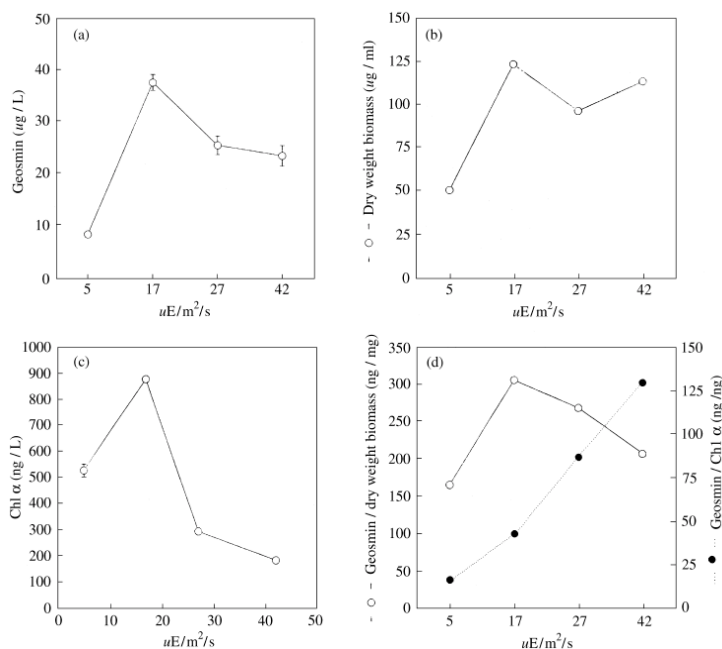 (a)
50
40
30
20
10
0
Geosmin (ug / L)
5 17 27 42
uE/m²/s
(b)
150
125
100
75
50
25
0
- ○ - Dry weight biomass (ug / ml)
5 17 27 42
uE/m²/s
(c)
1000
900
800
700
600
500
400
300
200
100
0
Chl α (ng / L)
0 10 20 30 40 50
uE/m²/s
(d)
350
300
250
200
150
100
50
0
- ○ - Geosmin / dry weight biomass (ng / mg)
150
125
100
75
50
25
0
Geosmin / Chl α (ng /ng)
5 17 27 42
uE/m²/s